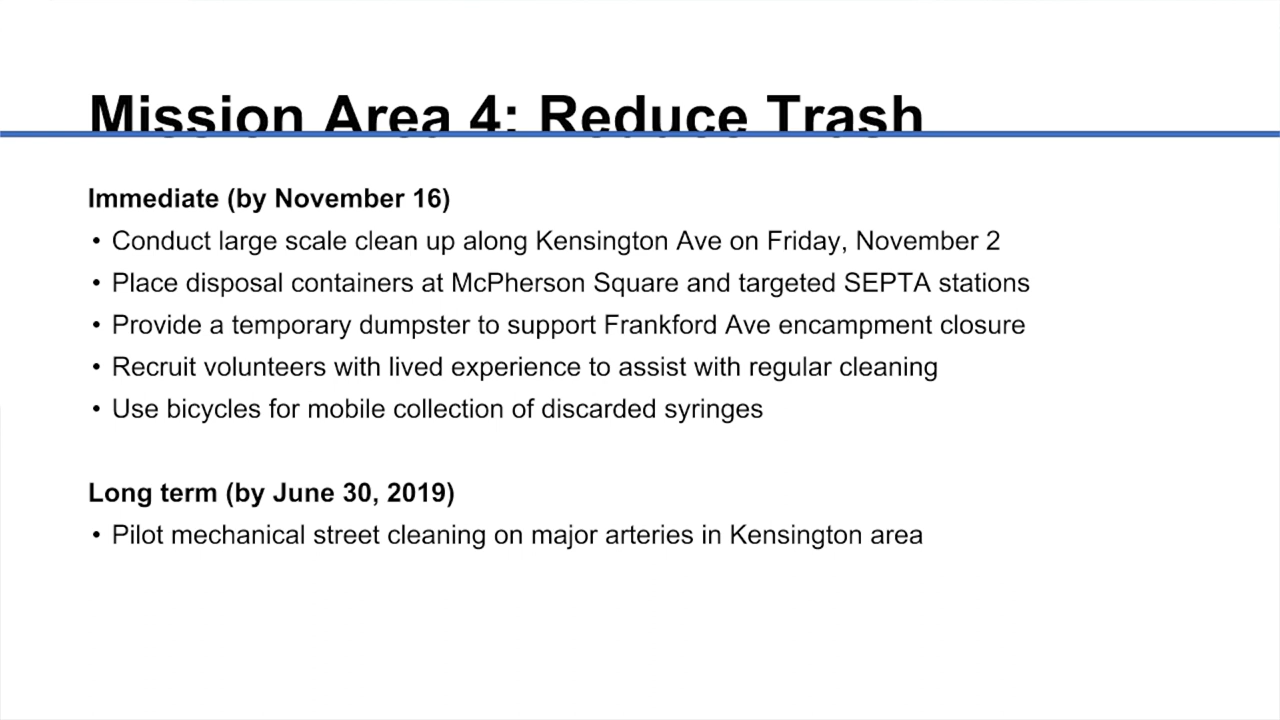 Mission Area 4: Reduce Trash
Immediate (by November 16)
• Conduct large scale clean up along Kensington Ave on Friday, November 2
• Place disposal containers at McPherson Square and targeted SEPTA stations
• Provide a temporary dumpster to support Frankford Ave encampment closure
• Recruit volunteers with lived experience to assist with regular cleaning
• Use bicycles for mobile collection of discarded syringes
Long term (by June 30, 2019)
• Pilot mechanical street cleaning on major arteries in Kensington area